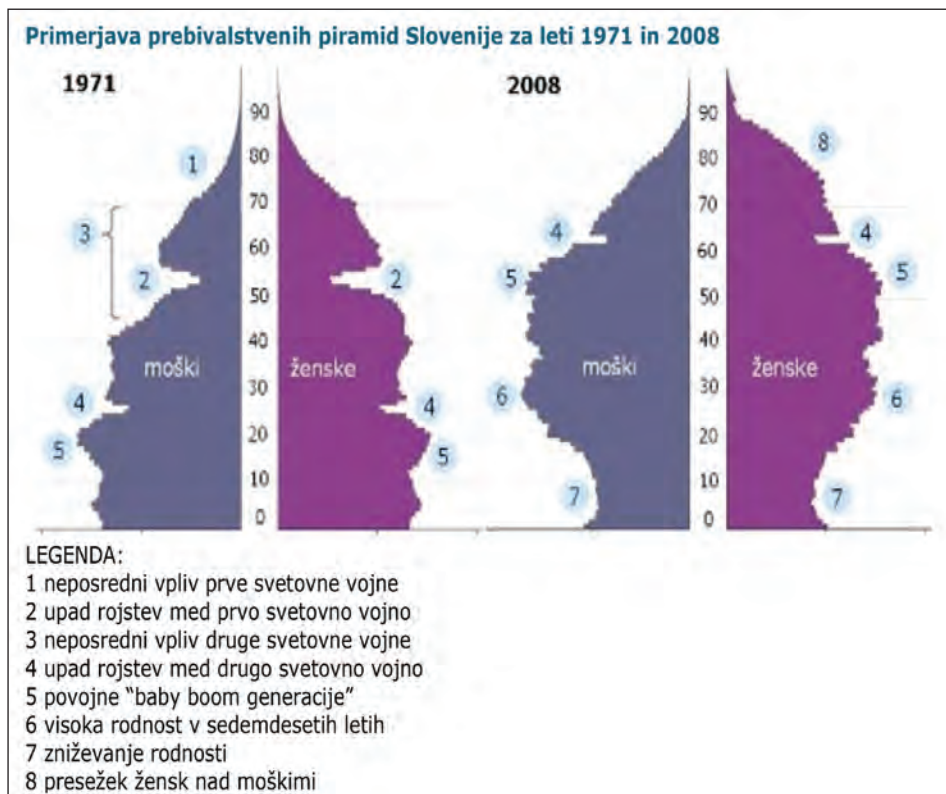 Primerjava prebivalstvenih piramid Slovenije za leti 1971 in 2008
1971
2008
90
80
70
60
50
40
30
20
10
0
90
80
70
60
50
40
30
20
10
0
1
3
2
2
moški
ženske
4
4
5
5
8
4
4
5
5
moški
ženske
6
6
7
7
LEGENDA:
1 neposredni vpliv prve svetovne vojne
2 upad rojstev med prvo svetovno vojno
3 neposredni vpliv druge svetovne vojne
4 upad rojstev med drugo svetovno vojno
5 povojne “baby boom generacije”
6 visoka rodnost v sedemdesetih letih
7 zniževanje rodnosti
8 presežek žensk nad moškimi